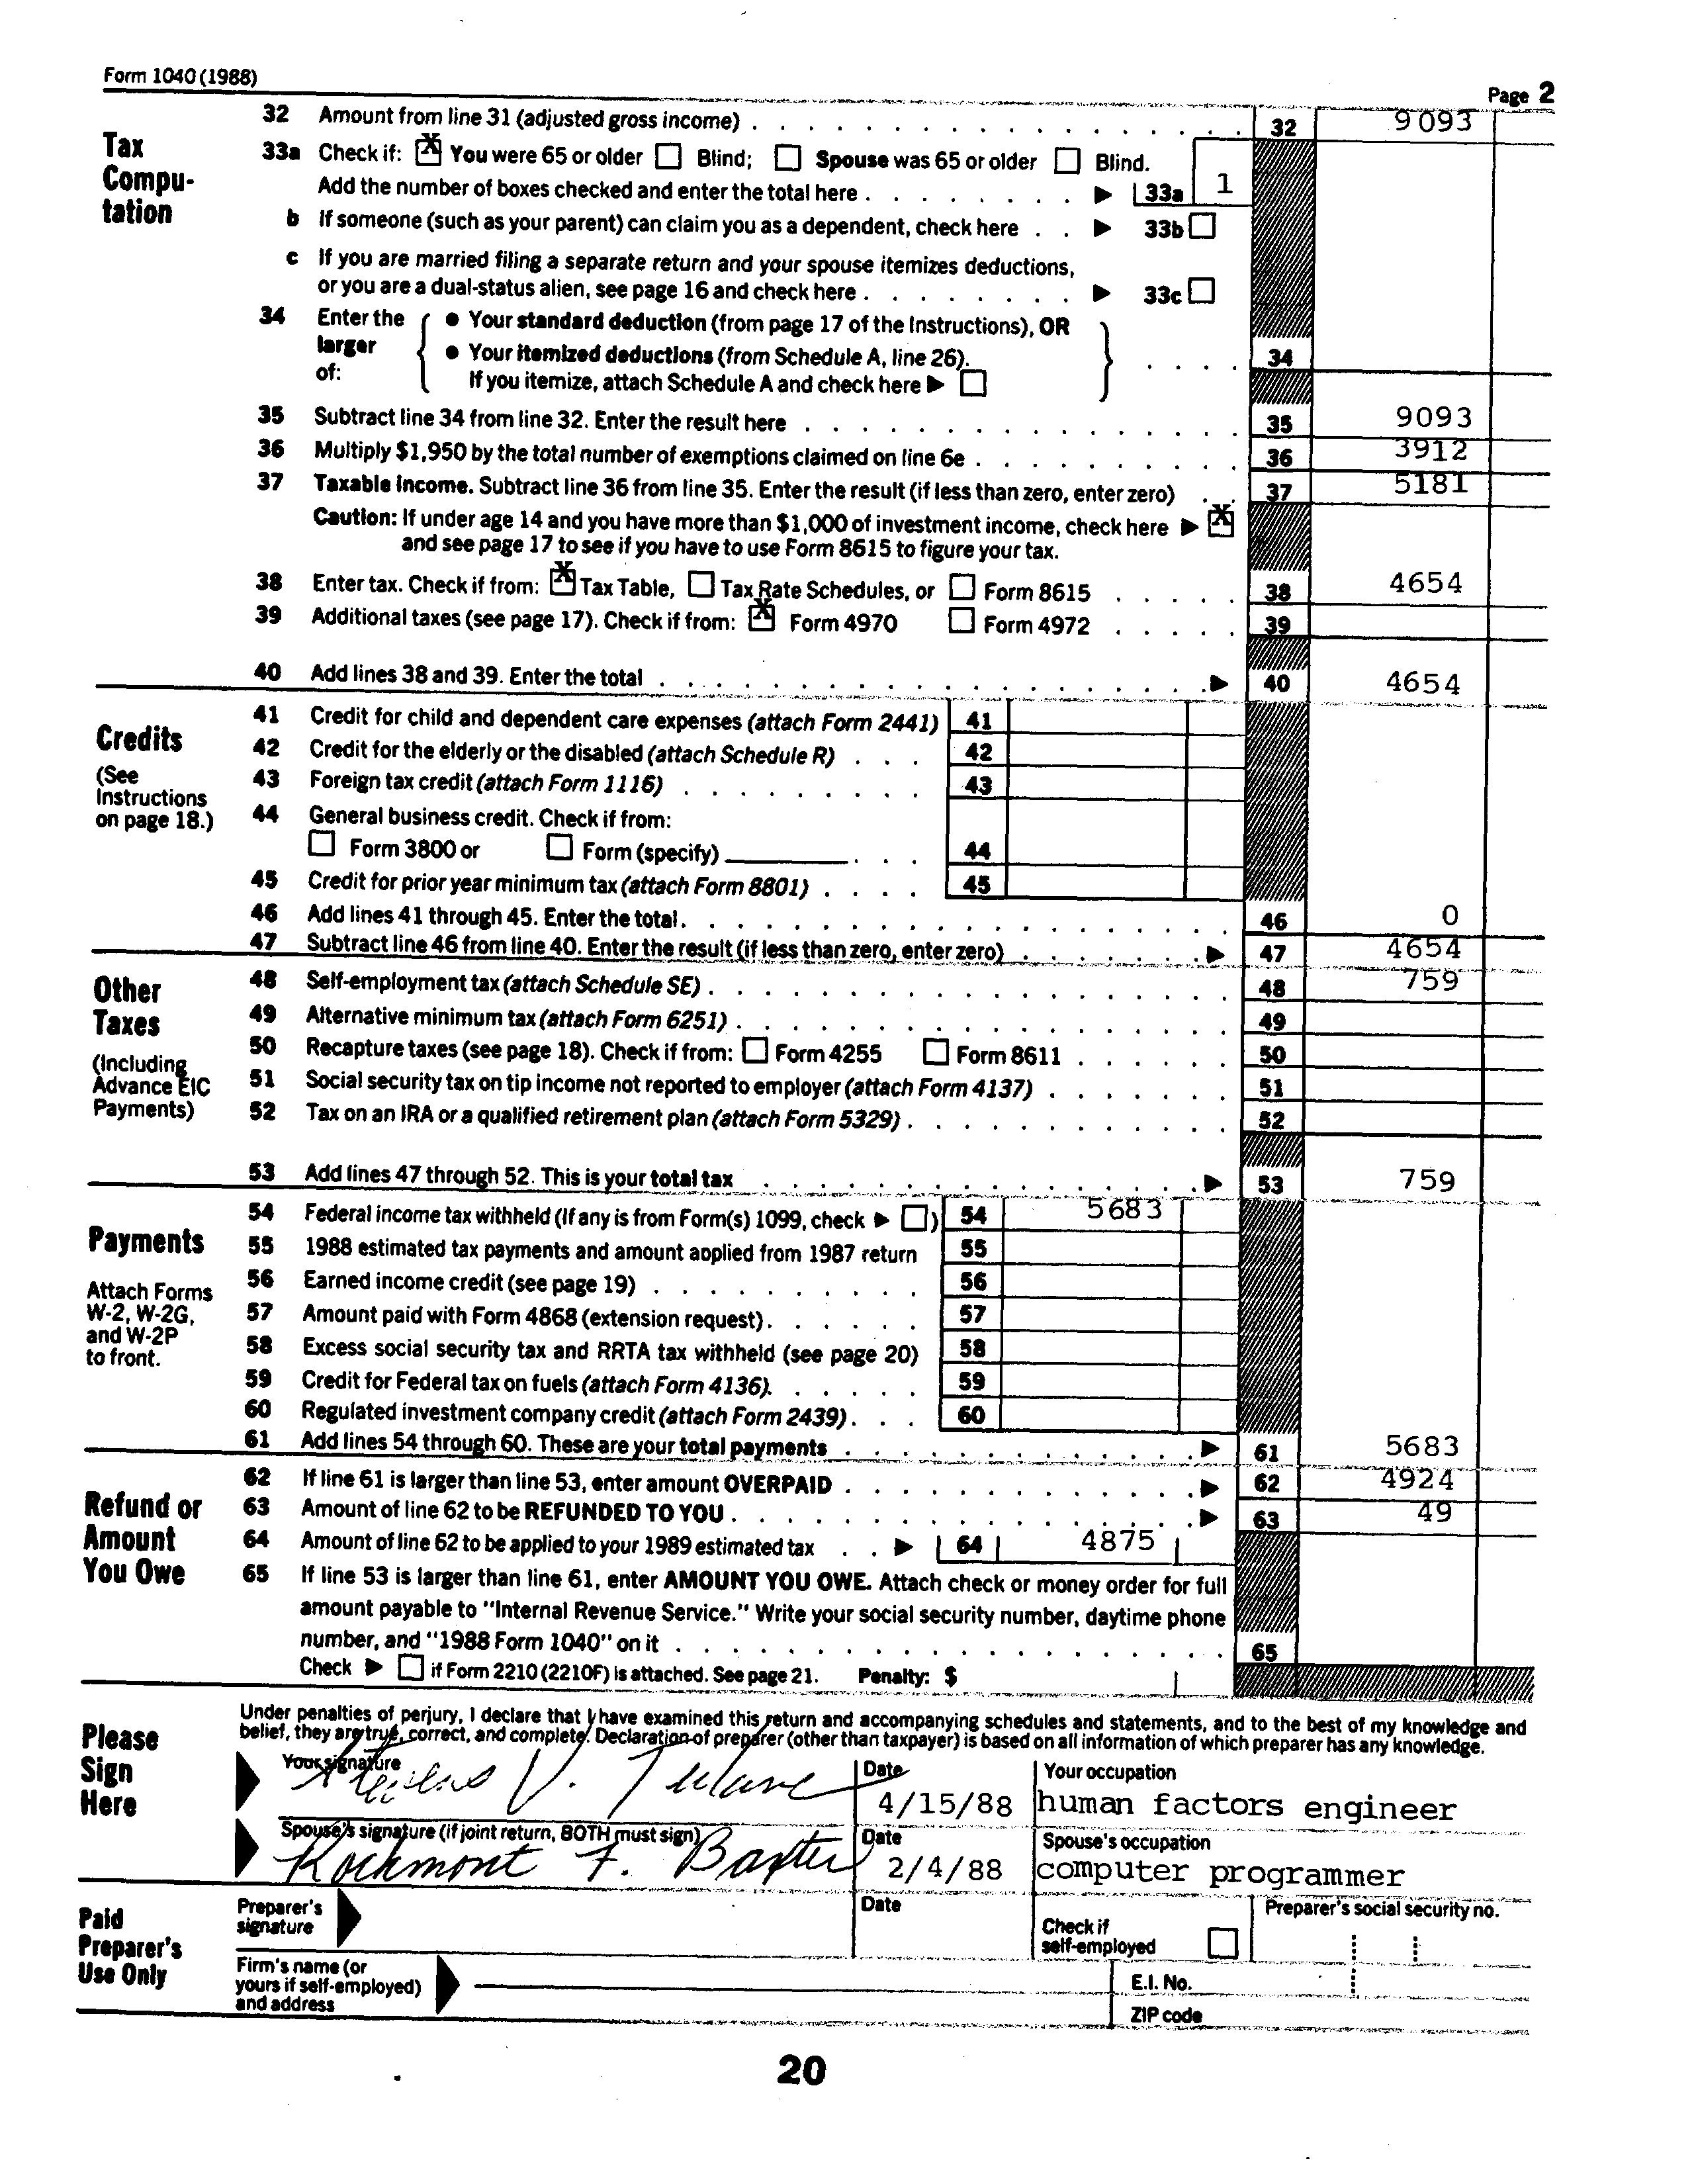 Form 1040 (1988)
Page 2
Tax Compu-tation
32 Amount from line 31 (adjusted gross income) . . . 32 9093
33a Check if: [X] You were 65 or older [ ] Blind; [ ] Spouse was 65 or older [ ] Blind.
Add the number of boxes checked and enter the total here . . . ▶ 33a 1
b If someone (such as your parent) can claim you as a dependent, check here . . ▶ 33b [ ]
c If you are married filing a separate return and your spouse itemizes deductions,
or you are a dual-status alien, see page 16 and check here . . . ▶ 33c [ ]
34 Enter the larger of: { • Your standard deduction (from page 17 of the Instructions), OR
• Your itemized deductions (from Schedule A, line 26).
If you itemize, attach Schedule A and check here ▶ [ ] } . . . . 34
35 Subtract line 34 from line 32. Enter the result here . . . 35 9093
36 Multiply $1,950 by the total number of exemptions claimed on line 6e . . . 36 3912
37 Taxable income. Subtract line 36 from line 35. Enter the result (if less than zero, enter zero) . . 37 5181
Caution: If under age 14 and you have more than $1,000 of investment income, check here ▶ [X]
and see page 17 to see if you have to use Form 8615 to figure your tax.
38 Enter tax. Check if from: [X] Tax Table, [ ] Tax Rate Schedules, or [ ] Form 8615 . . . 38 4654
39 Additional taxes (see page 17). Check if from: [X] Form 4970 [ ] Form 4972 . . . 39
40 Add lines 38 and 39. Enter the total . . . ▶ 40 4654
Credits
(See Instructions on page 18.)
41 Credit for child and dependent care expenses (attach Form 2441) 41
42 Credit for the elderly or the disabled (attach Schedule R) . . . 42
43 Foreign tax credit (attach Form 1116) . . . 43
44 General business credit. Check if from:
[ ] Form 3800 or [ ] Form (specify) . . . 44
45 Credit for prior year minimum tax (attach Form 8801) . . . . 45
46 Add lines 41 through 45. Enter the total . . . 46 0
47 Subtract line 46 from line 40. Enter the result (if less than zero, enter zero) . . . ▶ 47 4654
Other Taxes
(Including Advance EIC Payments)
48 Self-employment tax (attach Schedule SE) . . . 48 759
49 Alternative minimum tax (attach Form 6251) . . . 49
50 Recapture taxes (see page 18). Check if from: [ ] Form 4255 [ ] Form 8611 . . . 50
51 Social security tax on tip income not reported to employer (attach Form 4137) . . . 51
52 Tax on an IRA or a qualified retirement plan (attach Form 5329) . . . 52
53 Add lines 47 through 52. This is your total tax . . . ▶ 53 759
Payments
Attach Forms W-2, W-2G, and W-2P to front.
54 Federal income tax withheld (If any is from Form(s) 1099, check ▶ [ ]) 54 5683
55 1988 estimated tax payments and amount applied from 1987 return 55
56 Earned income credit (see page 19) . . . 56
57 Amount paid with Form 4868 (extension request) . . . 57
58 Excess social security tax and RRTA tax withheld (see page 20) 58
59 Credit for Federal tax on fuels (attach Form 4136). . . . 59
60 Regulated investment company credit (attach Form 2439) . . . 60
61 Add lines 54 through 60. These are your total payments . . . ▶ 61 5683
Refund or Amount You Owe
62 If line 61 is larger than line 53, enter amount OVERPAID . . . ▶ 62 4924
63 Amount of line 62 to be REFUNDED TO YOU . . . ▶ 63 49
64 Amount of line 62 to be applied to your 1989 estimated tax . . ▶ 64 4875
65 If line 53 is larger than line 61, enter AMOUNT YOU OWE. Attach check or money order for full
amount payable to "Internal Revenue Service." Write your social security number, daytime phone
number, and "1988 Form 1040" on it . . . 65
Check ▶ [ ] if Form 2210 (2210F) is attached. See page 21. Penalty: $
Please Sign Here
Under penalties of perjury, I declare that I have examined this return and accompanying schedules and statements, and to the best of my knowledge and
belief, they are true, correct, and complete. Declaration of preparer (other than taxpayer) is based on all information of which preparer has any knowledge.
Your signature V. Date 4/15/88 Your occupation human factors engineer
Spouse's signature (if joint return, BOTH must sign) Rochmont F. Baxter Date 2/4/88 Spouse's occupation computer programmer
Paid Preparer's Use Only
Preparer's signature Date Check if self-employed [ ] Preparer's social security no.
Firm's name (or yours if self-employed) and address E.I. No.
ZIP code
20